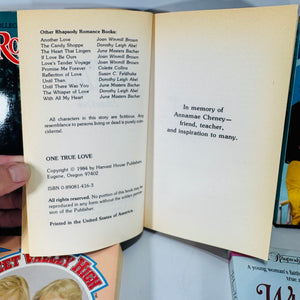 Other Rhapsody Romance Books:
Another Love Joan Winmill Brown
The Candy Shoppe Dorothy Leigh Abel
The Heart That Lingers June Masters Bacher
If Love Be Ours Joan Winmill Brown
Love's Tender Voyage Joan Winmill Brown
Promise Me Forever Colette Collins
Reflection of Love Susan C. Feldhake
Until Then Dorothy Leigh Abel
Until There Was You June Masters Bacher
The Whisper of Love Dorothy Leigh Abel
With All My Heart June Masters Bacher
All characters in this story are fictitious. Any
resemblance to persons living or dead is purely
coincidental.
ONE TRUE LOVE
Copyright © 1986 by Harvest House Publishers
Eugene, Oregon 97402
ISBN 0-89081-416-3
All rights reserved. No portion of this book may be
reproduced in any form without the written permis-
sion of the Publisher.
Printed in the United States of America.
In memory of
Annamae Cheney—
friend, teacher,
and inspiration to many.
Rhapsody
A young woman's